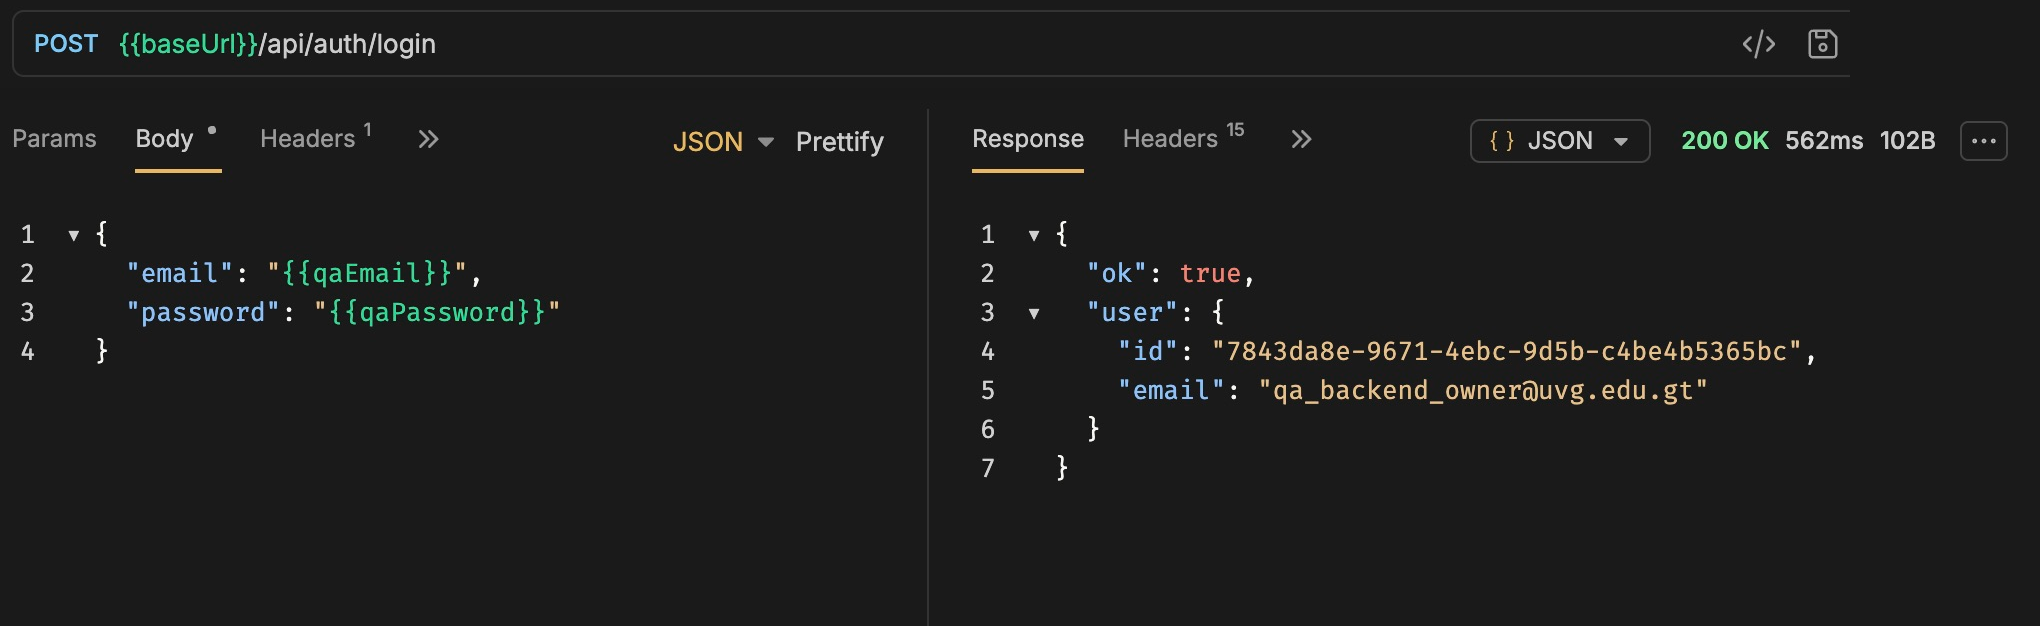 POST {{baseUrl}}/api/auth/login
Params Body Headers 1 JSON Prettify
1 {
2 "email": "{{qaEmail}}",
3 "password": "{{qaPassword}}"
4 }
Response Headers 15 { } JSON 200 OK 562ms 102B
1 {
2 "ok": true,
3 "user": {
4 "id": "7843da8e-9671-4ebc-9d5b-c4be4b5365bc",
5 "email": "qa_backend_owner@uvg.edu.gt"
6 }
7 }